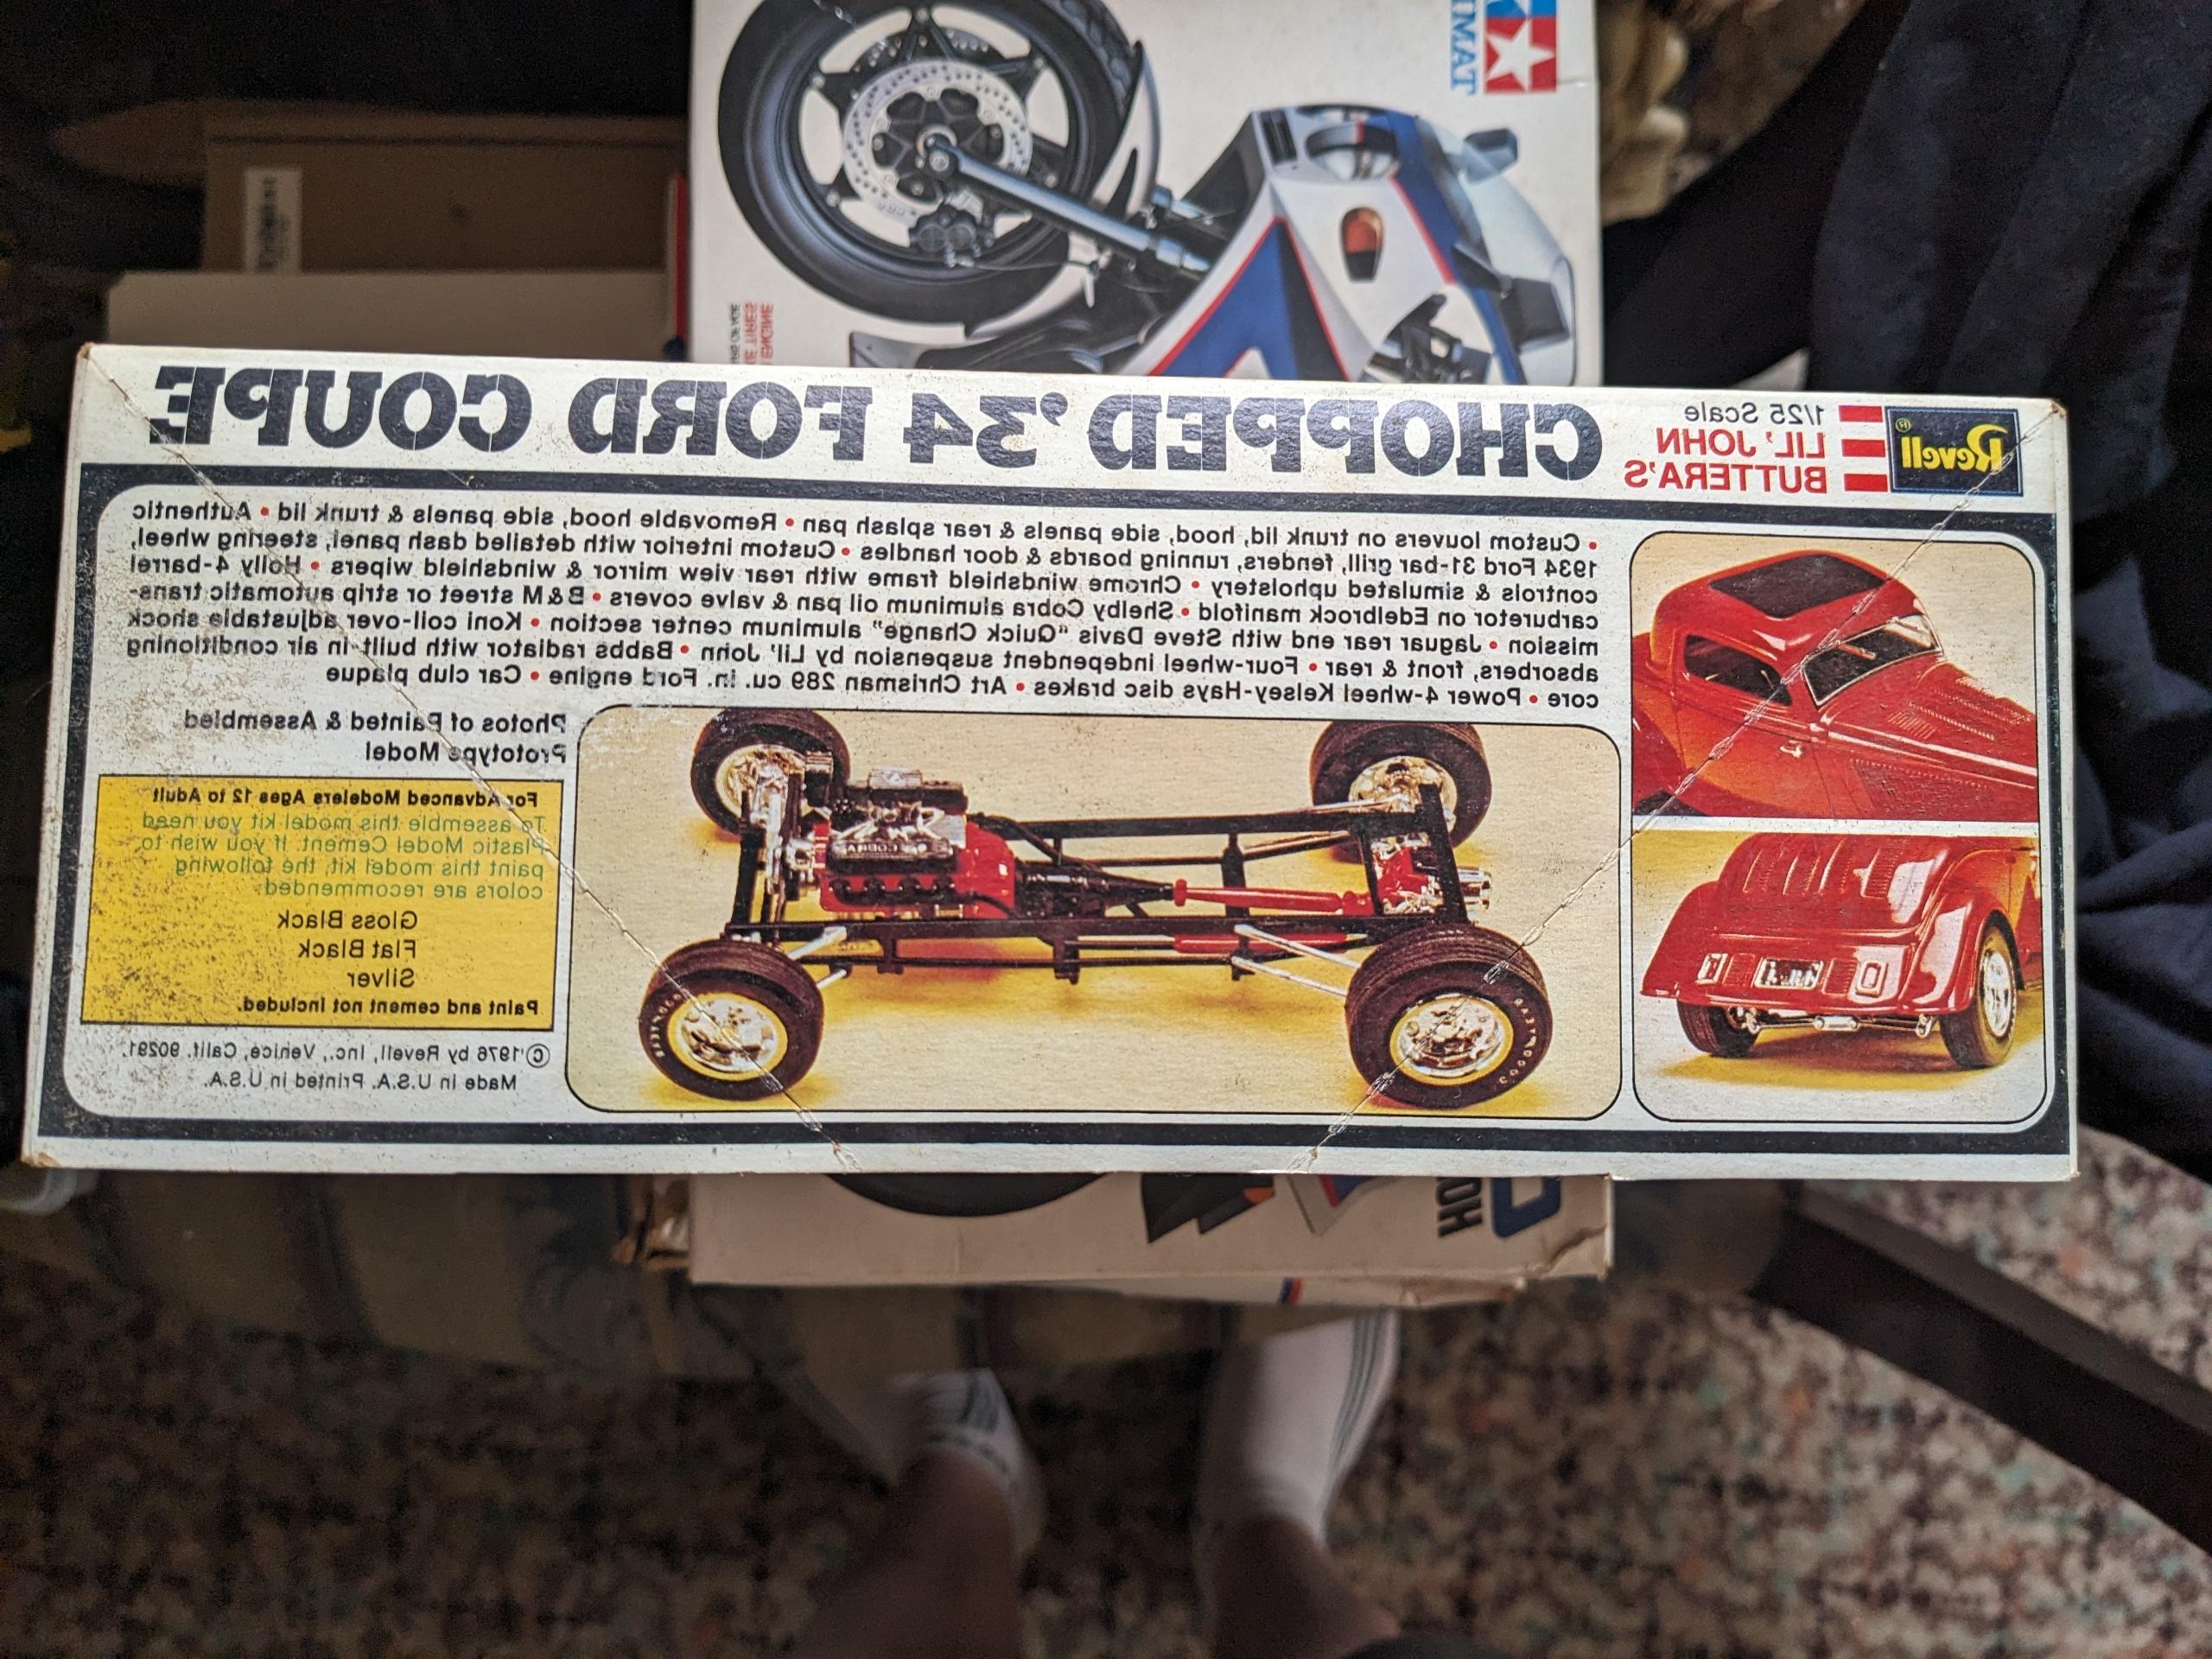 Revell®
1/25 Scale
LIL' JOHN
BUTTERA'S
CHOPPED '34 FORD COUPE
• Custom louvers on trunk lid, hood, side panels & rear splash pan • Removable hood, side panels & trunk lid • Authentic
1934 Ford 31-bar grill, fenders, running boards & door handles • Custom interior with detailed dash panel, steering wheel,
controls & simulated upholstery • Chrome windshield frame with rear view mirror & windshield wipers • Holly 4-barrel
carburetor on Edelbrock manifold • Shelby Cobra aluminum oil pan & valve covers • B&M street or strip automatic trans-
mission • Jaguar rear end with Steve Davis "Quick Change" aluminum center section • Koni coil-over adjustable shock
absorbers, front & rear • Four-wheel independent suspension by Lil' John • Babbs radiator with built-in air conditioning
core • Power 4-wheel Kelsey-Hays disc brakes • Art Chrisman 289 cu. in. Ford engine • Car club plaque
Photos of Painted & Assembled
Prototype Model
For Advanced Modelers Ages 12 to Adult
To assemble this model kit you need
Plastic Model Cement. If you wish to
paint this model kit, the following
colors are recommended:
Gloss Black
Flat Black
Silver
Paint and cement not included.
© 1976 by Revell, Inc., Venice, Calif. 90291.
Made in U.S.A. Printed in U.S.A.
COBRA
ENGINE